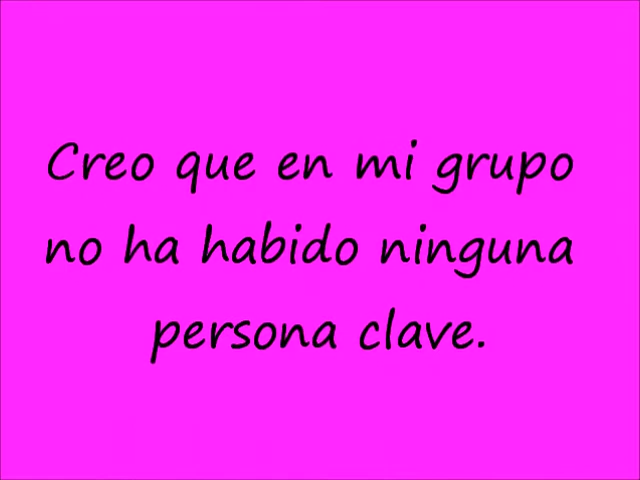 Creo que en mi grupo
no ha habido ninguna
persona clave.